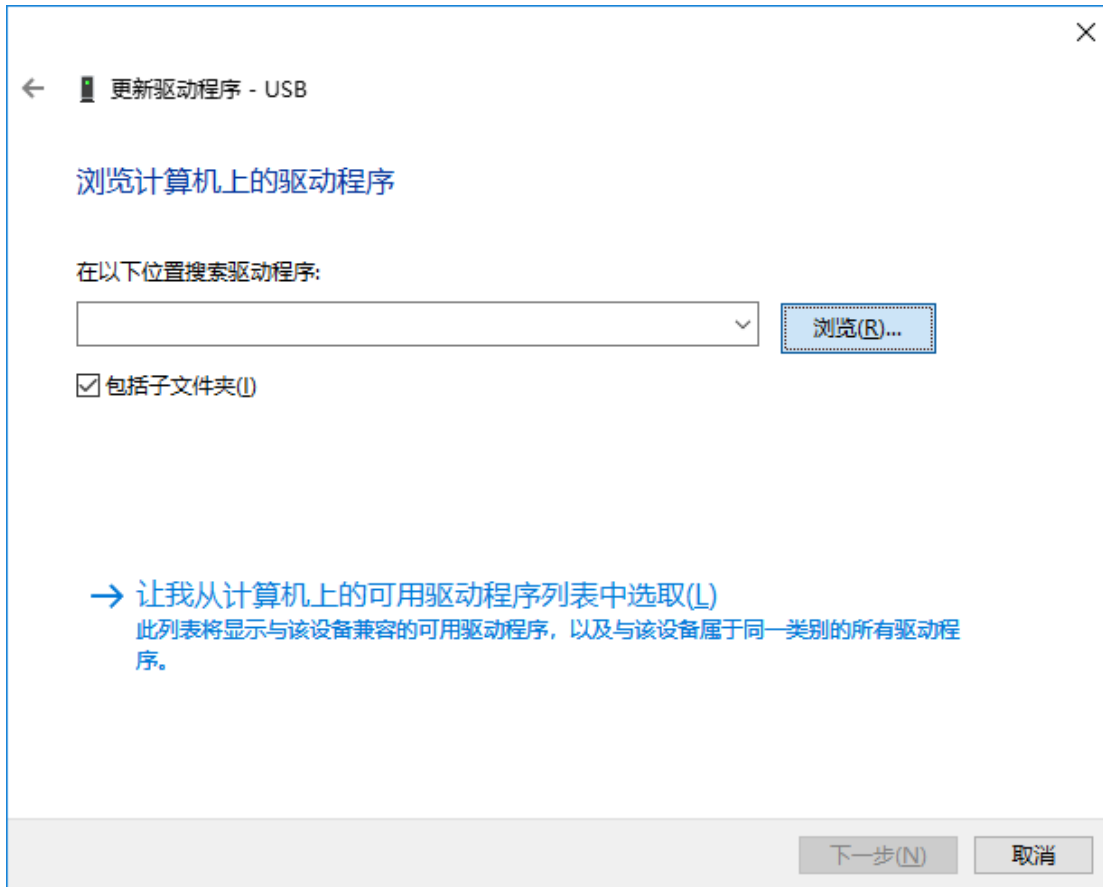 更新驱动程序 - USB
浏览计算机上的驱动程序
在以下位置搜索驱动程序:
浏览(R)...
包括子文件夹(I)
让我从计算机上的可用驱动程序列表中选取(L)
此列表将显示与该设备兼容的可用驱动程序，以及与该设备属于同一类别的所有驱动程
序。
下一步(N)
取消